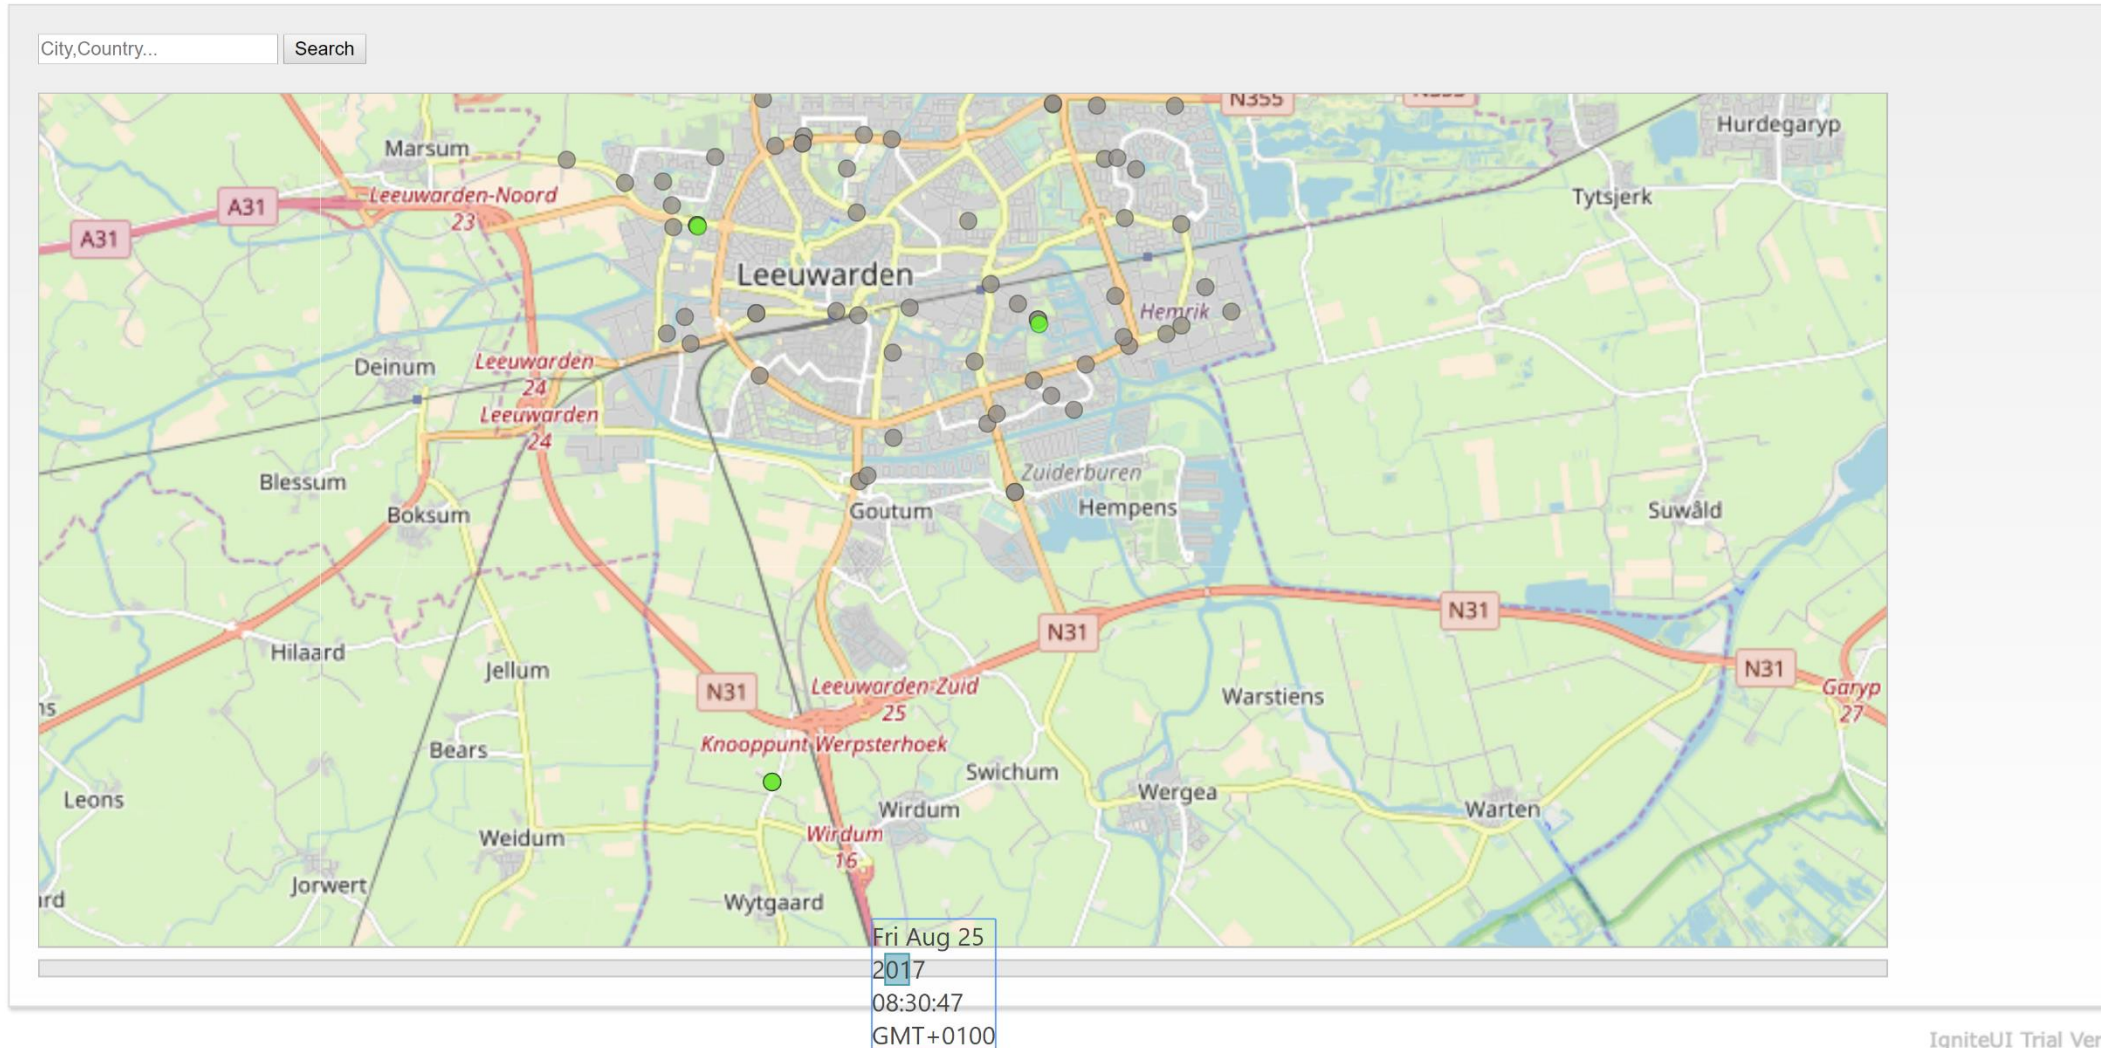 City,Country...
Search
N355
Hurdegaryp
Marsum
Leeuwarden-Noord
23
A31
A31
Tytsjerk
Leeuwarden
Hemrik
Deinum
Leeuwarden
24
Leeuwarden
24
Zuiderburen
Blessum
Boksum
Goutum
Hempens
Suwâld
N31
N31
Hilaard
Jellum
N31
N31
Leeuwarden-Zuid
25
Warstiens
Garyp
27
Bears
Knooppunt Werpsterhoek
Swichum
Leons
Wergea
Wirdum
Warten
Weidum
Wirdum
16
Jorwert
Wytgaard
Fri Aug 25
2017
08:30:47
GMT+0100
IgniteUI Trial Ver